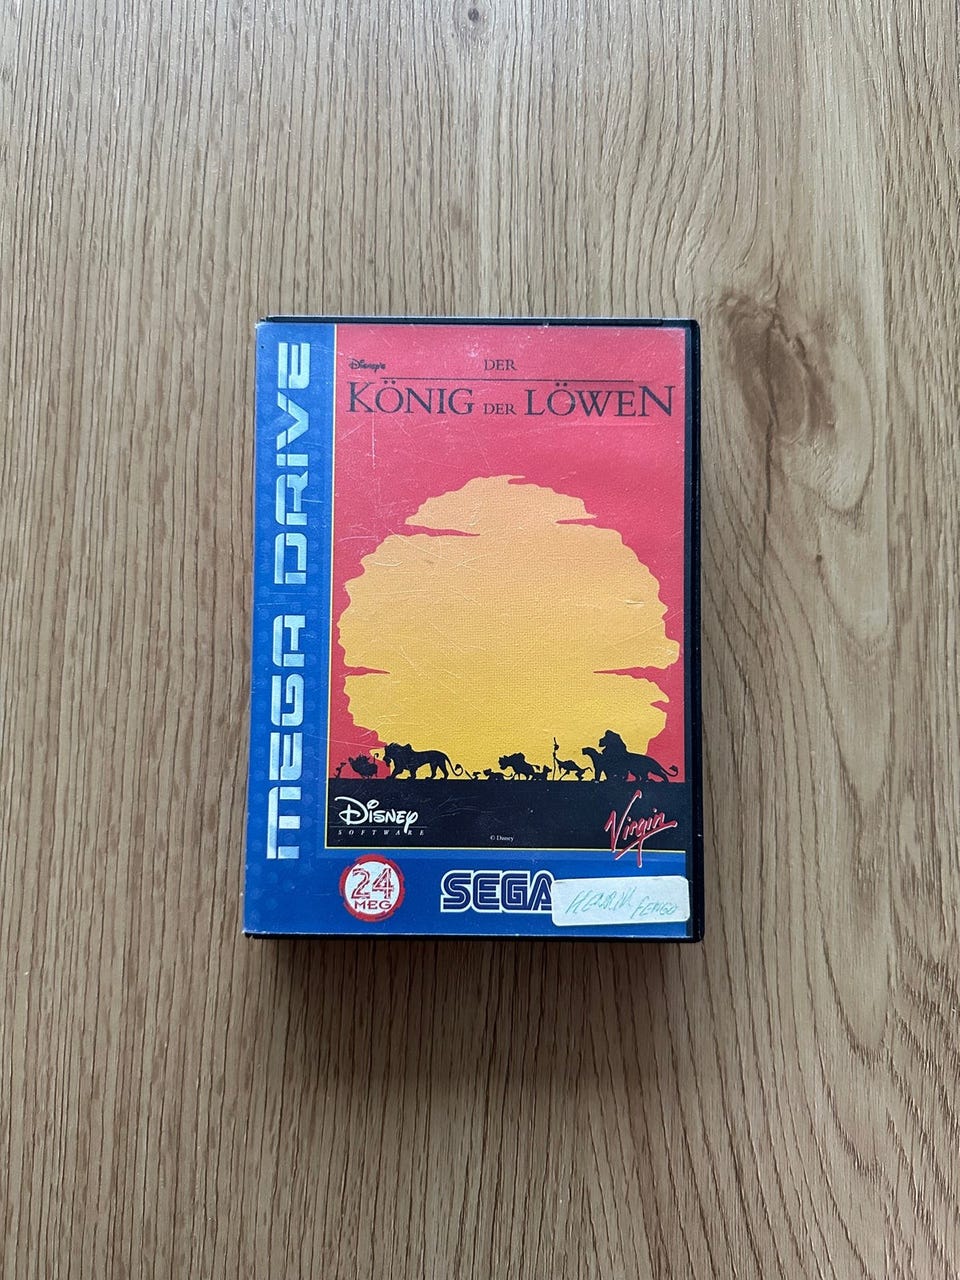 MEGA DRIVE
Disney's
DER
KÖNIG DER LÖWEN
Disney
SOFTWARE
© Disney
Virgin
24
MEG
SEGA